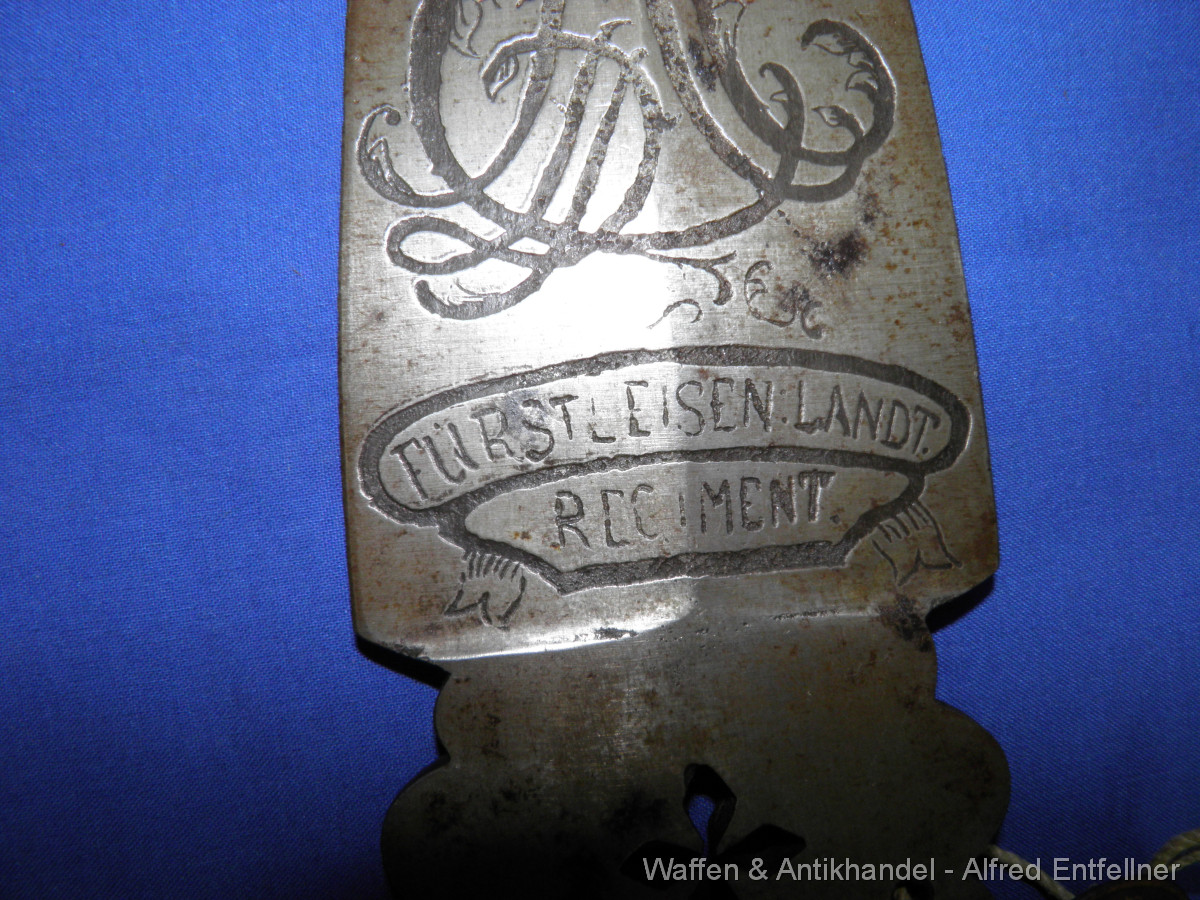 FÜRSTL EISEN: LANDT.
REGIMENT.
Waffen & Antikhandel - Alfred Entfellner